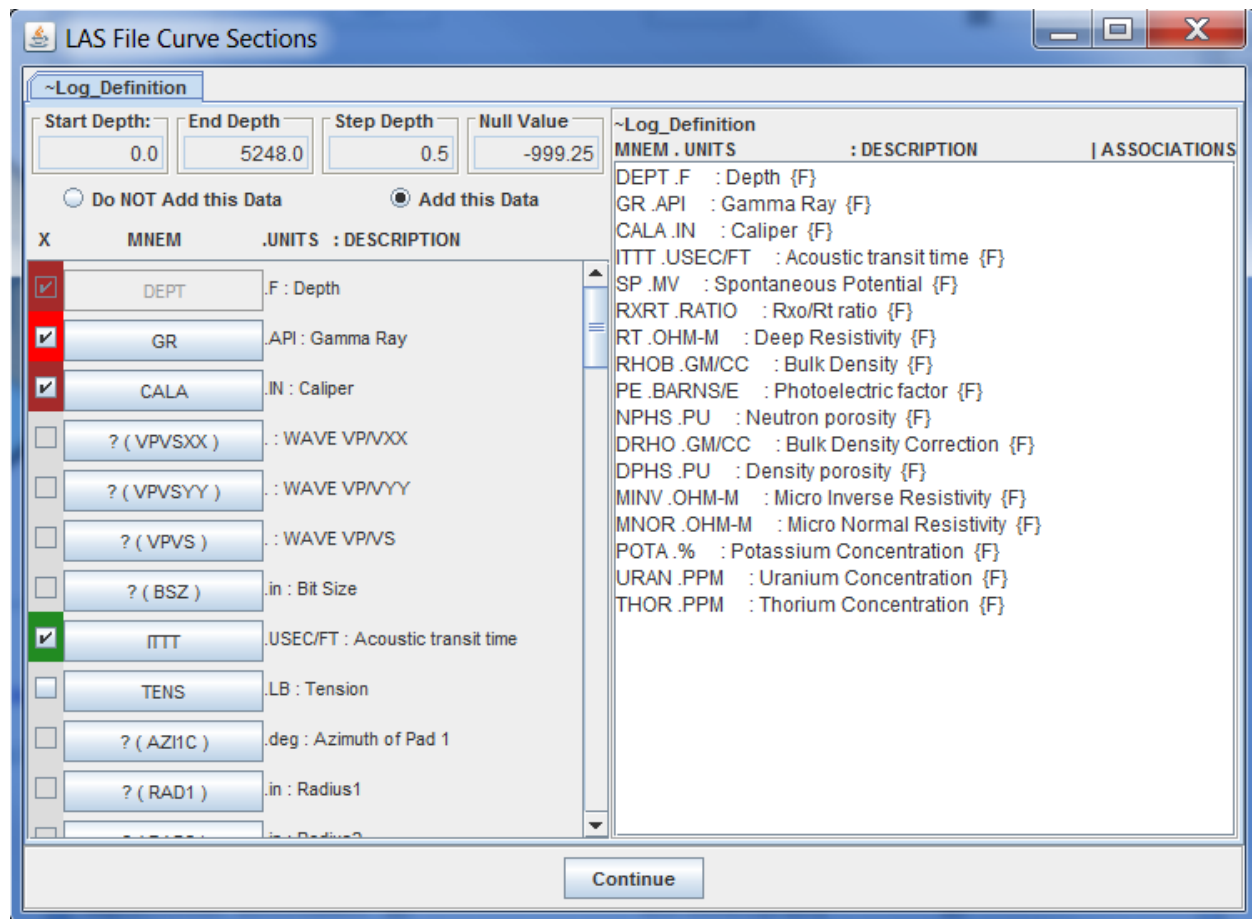 LAS File Curve Sections
~Log_Definition
Start Depth: End Depth Step Depth Null Value
0.0 5248.0 0.5 -999.25
Do NOT Add this Data Add this Data
X MNEM .UNITS : DESCRIPTION
DEPT .F : Depth
GR .API : Gamma Ray
CALA .IN : Caliper
? ( VPVSXX ) . : WAVE VP/VXX
? ( VPVSYY ) . : WAVE VP/VYY
? ( VPVS ) . : WAVE VP/VS
? ( BSZ ) .in : Bit Size
ITTT .USEC/FT : Acoustic transit time
TENS .LB : Tension
? ( AZI1C ) .deg : Azimuth of Pad 1
? ( RAD1 ) .in : Radius1
~Log_Definition
MNEM . UNITS : DESCRIPTION | ASSOCIATIONS
DEPT .F : Depth {F}
GR .API : Gamma Ray {F}
CALA .IN : Caliper {F}
ITTT .USEC/FT : Acoustic transit time {F}
SP .MV : Spontaneous Potential {F}
RXRT .RATIO : Rxo/Rt ratio {F}
RT .OHM-M : Deep Resistivity {F}
RHOB .GM/CC : Bulk Density {F}
PE .BARNS/E : Photoelectric factor {F}
NPHS .PU : Neutron porosity {F}
DRHO .GM/CC : Bulk Density Correction {F}
DPHS .PU : Density porosity {F}
MINV .OHM-M : Micro Inverse Resistivity {F}
MNOR .OHM-M : Micro Normal Resistivity {F}
POTA .% : Potassium Concentration {F}
URAN .PPM : Uranium Concentration {F}
THOR .PPM : Thorium Concentration {F}
Continue